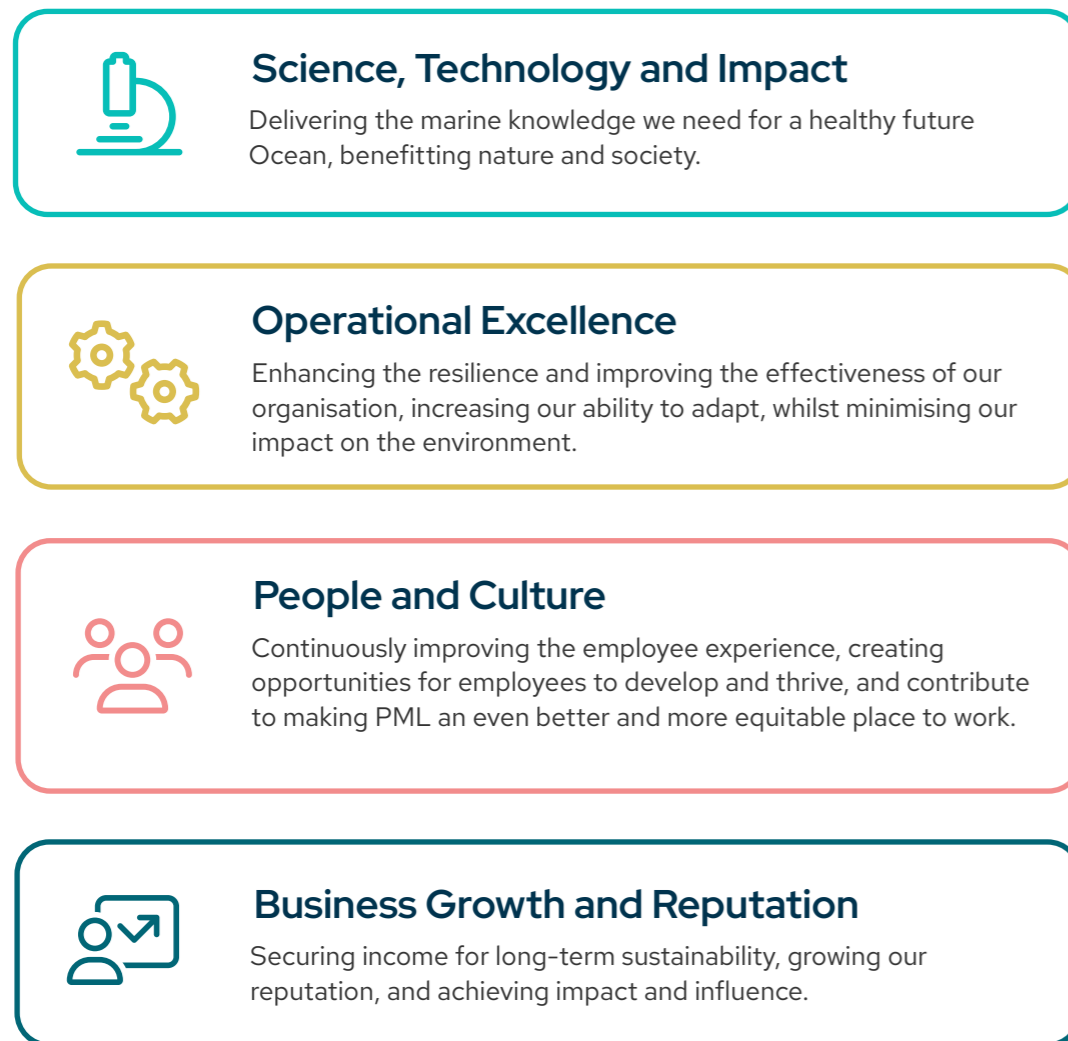 Science, Technology and Impact
Delivering the marine knowledge we need for a healthy future
Ocean, benefitting nature and society.
Operational Excellence
Enhancing the resilience and improving the effectiveness of our
organisation, increasing our ability to adapt, whilst minimising our
impact on the environment.
People and Culture
Continuously improving the employee experience, creating
opportunities for employees to develop and thrive, and contribute
to making PML an even better and more equitable place to work.
Business Growth and Reputation
Securing income for long-term sustainability, growing our
reputation, and achieving impact and influence.